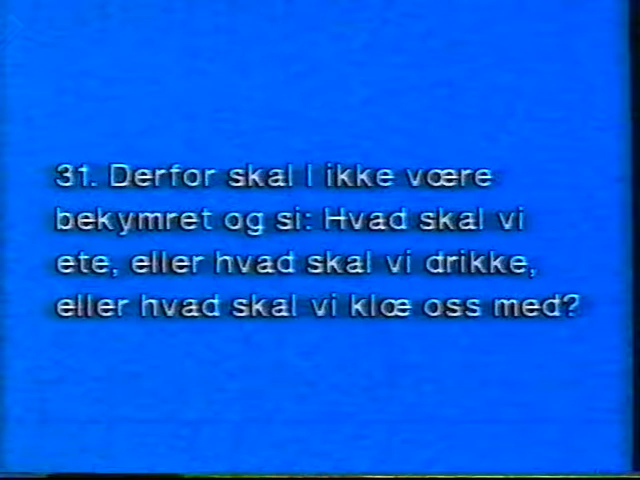 31. Derfor skal I ikke være
bekymret og si: Hvad skal vi
ete, eller hvad skal vi drikke,
eller hvad skal vi klæ oss med?